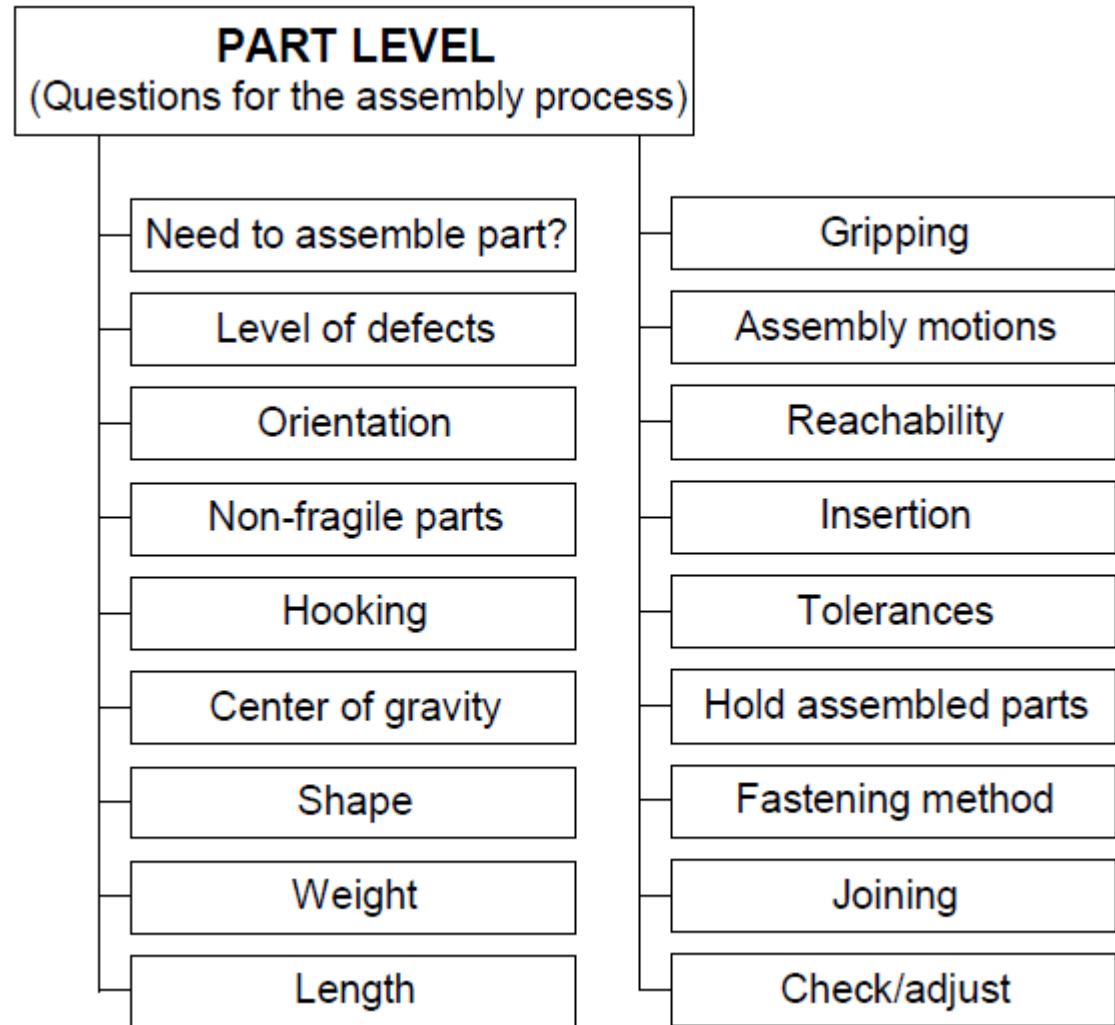 PART LEVEL
(Questions for the assembly process)
Need to assemble part?
Level of defects
Orientation
Non-fragile parts
Hooking
Center of gravity
Shape
Weight
Length
Gripping
Assembly motions
Reachability
Insertion
Tolerances
Hold assembled parts
Fastening method
Joining
Check/adjust